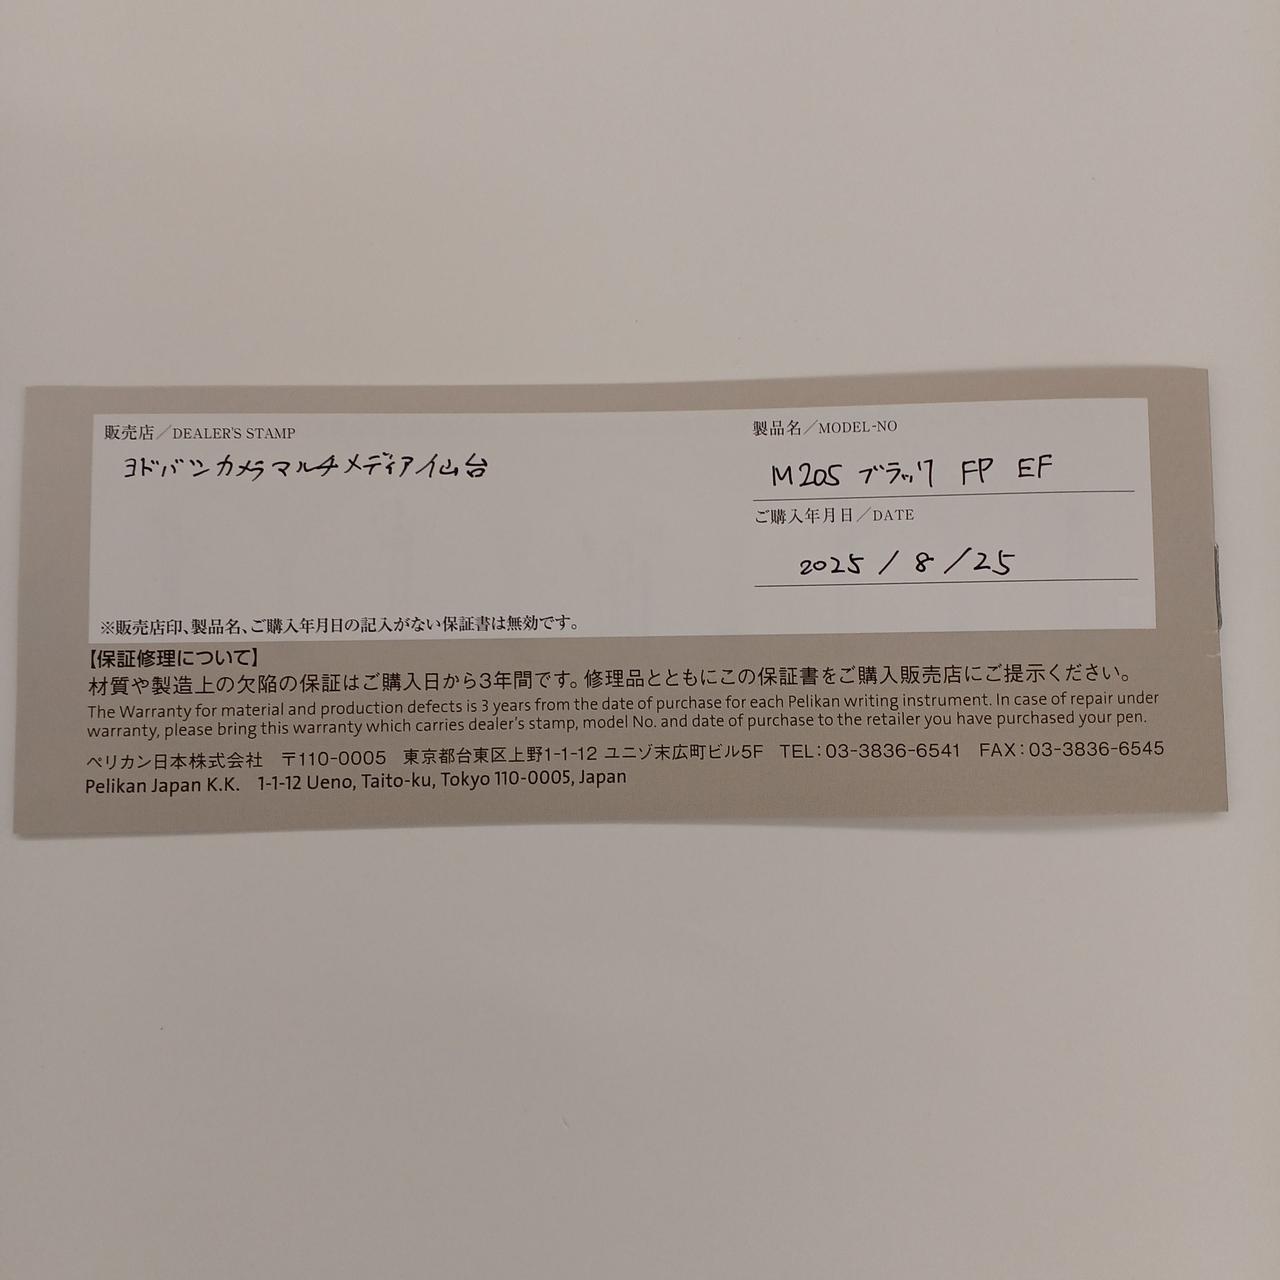 販売店／DEALER'S STAMP
ヨドバシカメラマルチメディア仙台
製品名／MODEL-NO
M205 ブラック FP EF
ご購入年月日／DATE
2025 / 8 / 25
※販売店印、製品名、ご購入年月日の記入がない保証書は無効です。
【保証修理について】
材質や製造上の欠陥の保証はご購入日から3年間です。修理品とともにこの保証書をご購入販売店にご提示ください。
The Warranty for material and production defects is 3 years from the date of purchase for each Pelikan writing instrument. In case of repair under
warranty, please bring this warranty which carries dealer's stamp, model No. and date of purchase to the retailer you have purchased your pen.
ペリカン日本株式会社 〒110-0005 東京都台東区上野1-1-12 ユニゾ末広町ビル5F TEL：03-3836-6541 FAX：03-3836-6545
Pelikan Japan K.K. 1-1-12 Ueno, Taito-ku, Tokyo 110-0005, Japan